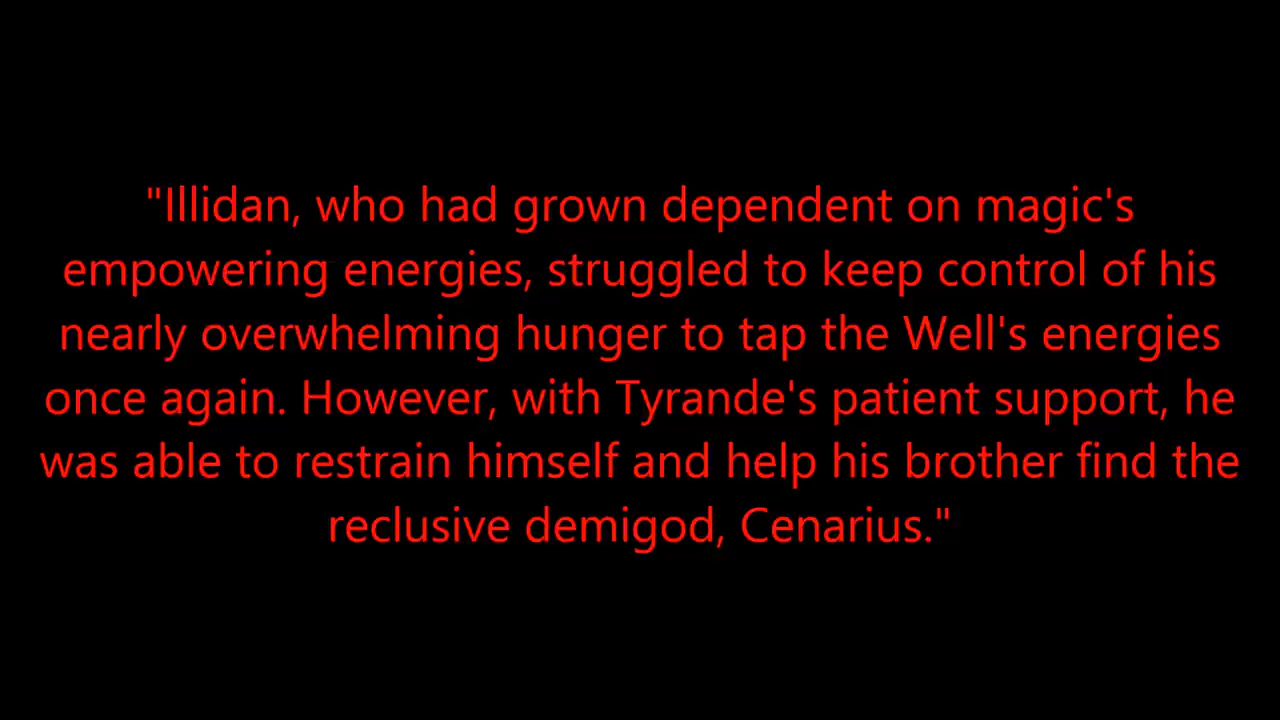 "Illidan, who had grown dependent on magic's
empowering energies, struggled to keep control of his
nearly overwhelming hunger to tap the Well's energies
once again. However, with Tyrande's patient support, he
was able to restrain himself and help his brother find the
reclusive demigod, Cenarius."